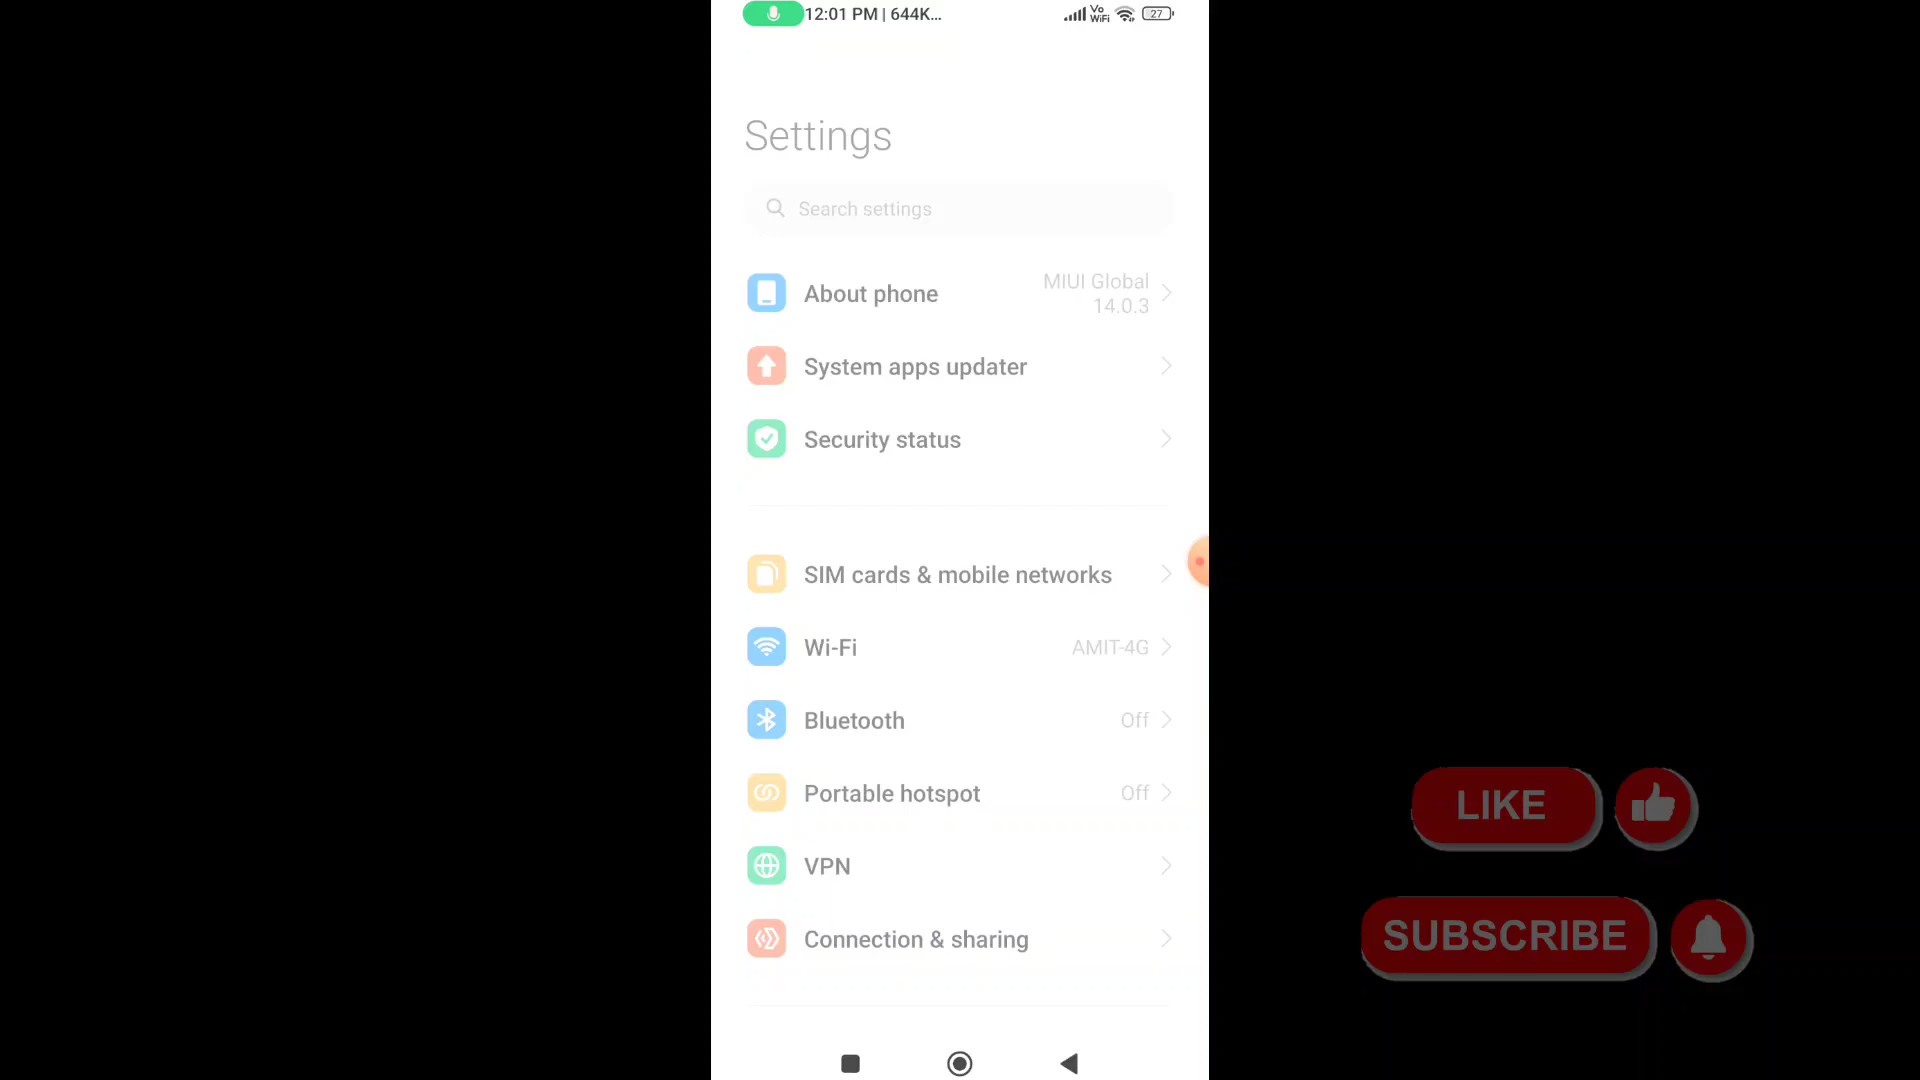 12:01 PM | 644K... Vo WiFi 27
Settings
Search settings
About phone MIUI Global 14.0.3
System apps updater
Security status
SIM cards & mobile networks
Wi-Fi AMIT-4G
Bluetooth Off
Portable hotspot Off
VPN
Connection & sharing
LIKE
SUBSCRIBE